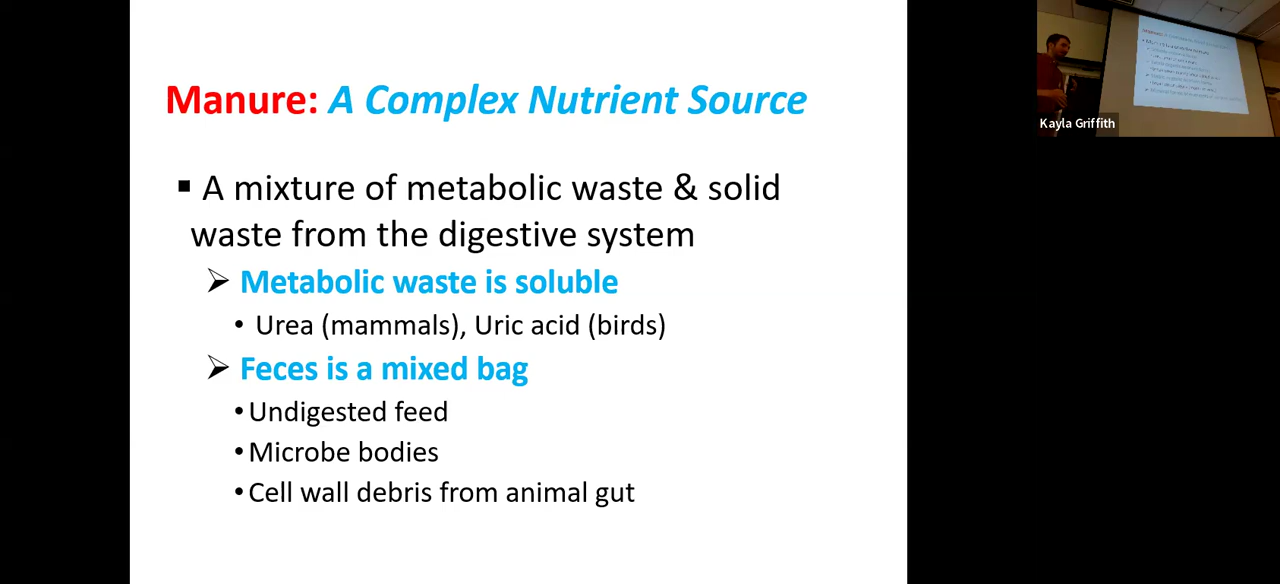 Manure: A Complex Nutrient Source
▪ A mixture of metabolic waste & solid
waste from the digestive system
➢ Metabolic waste is soluble
• Urea (mammals), Uric acid (birds)
➢ Feces is a mixed bag
• Undigested feed
• Microbe bodies
• Cell wall debris from animal gut
Kayla Griffith